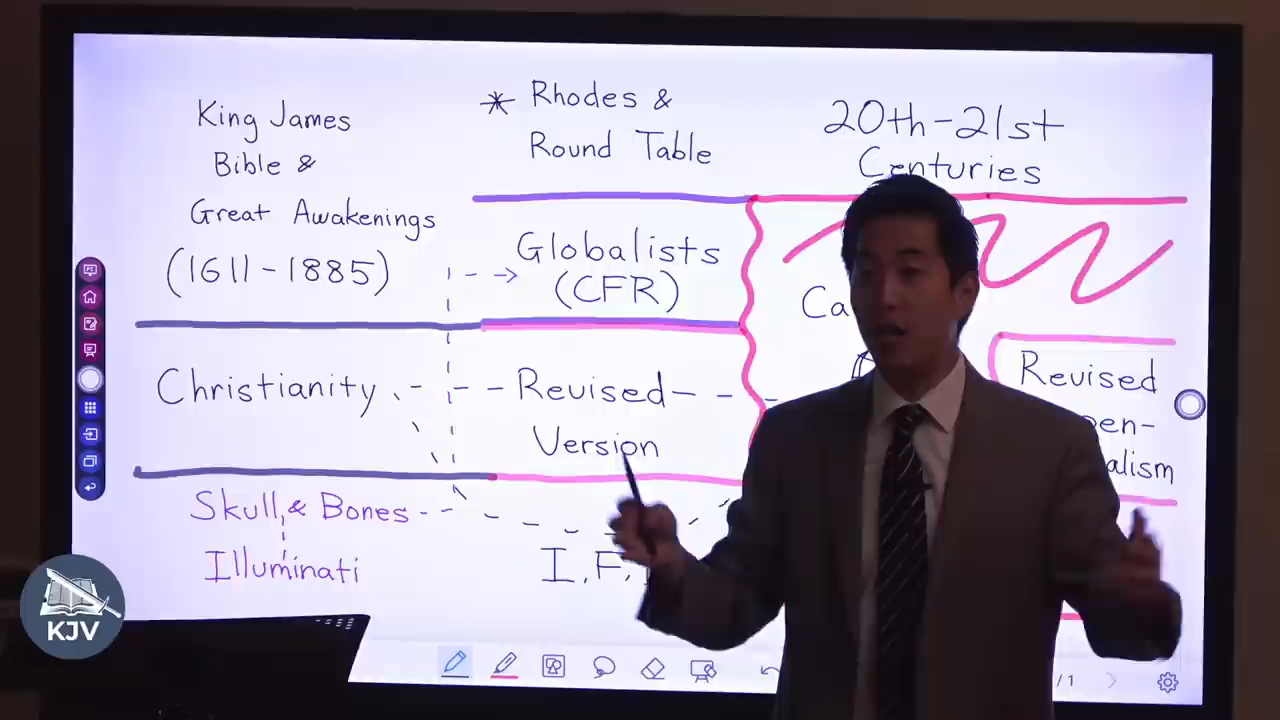 King James
Bible &
Great Awakenings
(1611-1885)
* Rhodes &
Round Table
20th-21st
Centuries
Globalists
(CFR)
Christianity
Revised
Version
Revised
Skull & Bones
Illuminati
I.F.
/1
KJV